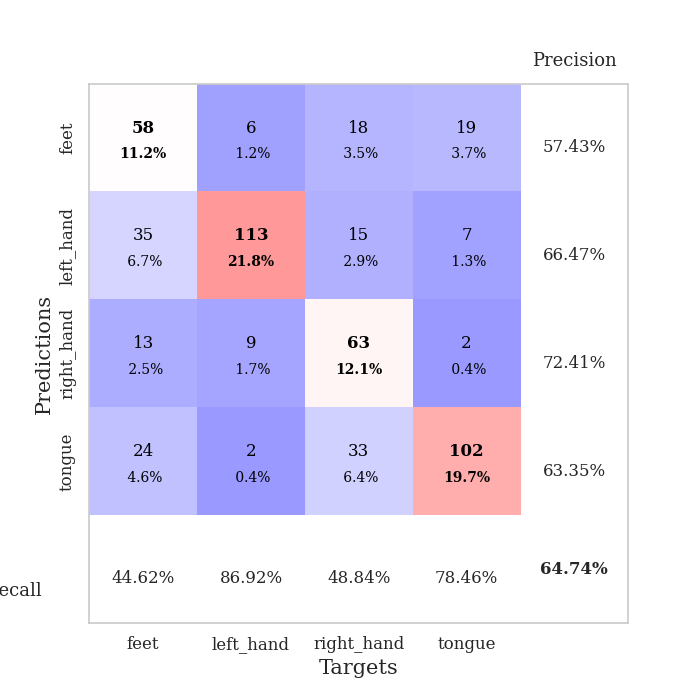 Precision
feet 58 6 18 19 57.43%
11.2% 1.2% 3.5% 3.7%
left_hand 35 113 15 7 66.47%
6.7% 21.8% 2.9% 1.3%
Predictions
right_hand 13 9 63 2 72.41%
2.5% 1.7% 12.1% 0.4%
tongue 24 2 33 102 63.35%
4.6% 0.4% 6.4% 19.7%
ecall 44.62% 86.92% 48.84% 78.46% 64.74%
feet left_hand right_hand tongue
Targets